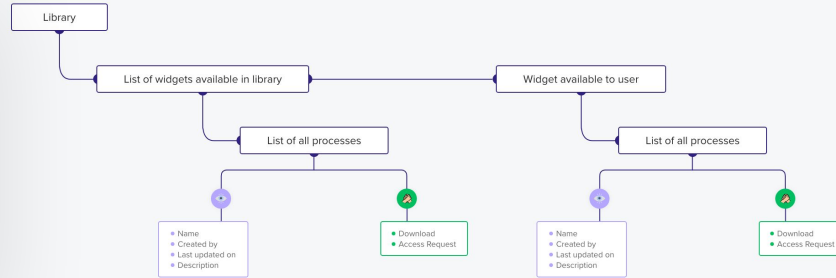 Library
List of widgets available in library
Widget available to user
List of all processes
List of all processes
Name
Created by
Last updated on
Description
Download
Access Request
Name
Created by
Last updated on
Description
Download
Access Request